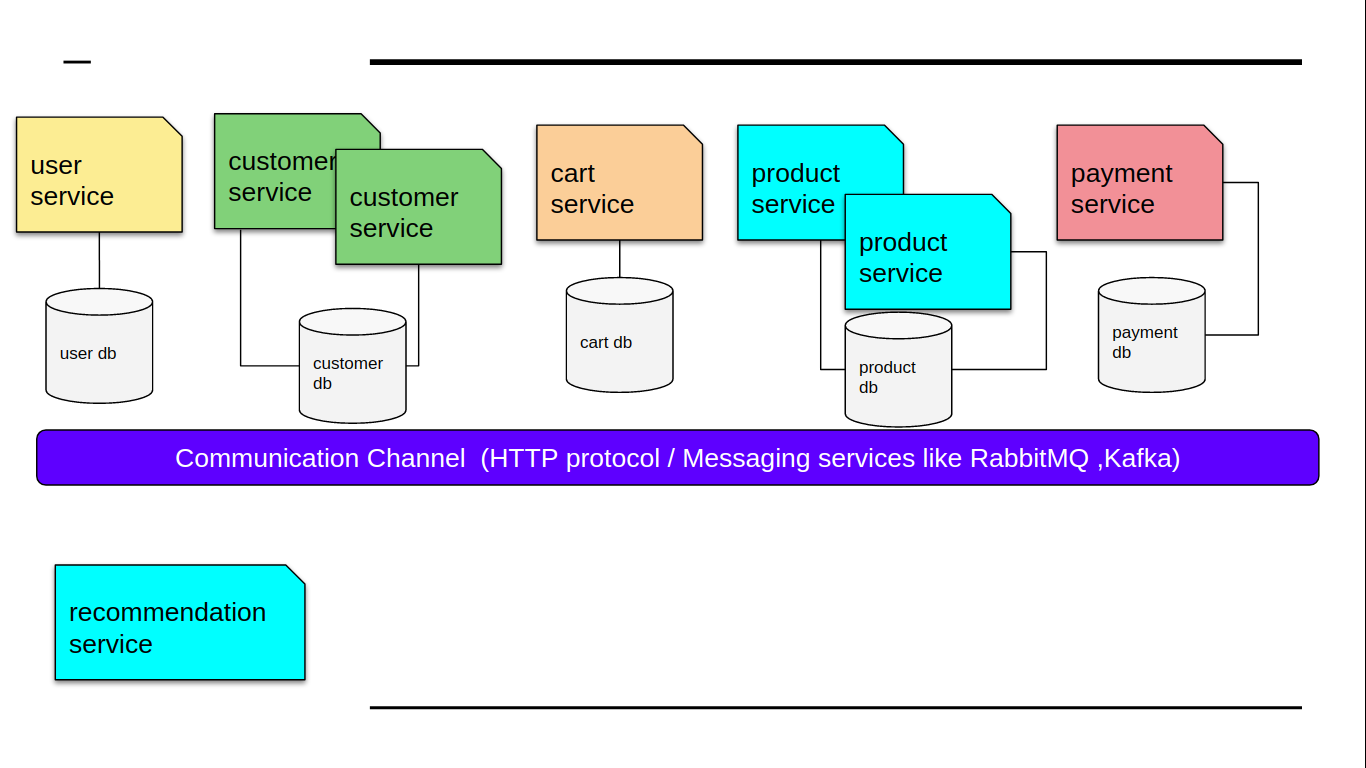 user
service
customer
service
customer
service
cart
service
product
service
product
service
payment
service
user db
customer
db
cart db
product
db
payment
db
Communication Channel  (HTTP protocol / Messaging services like RabbitMQ ,Kafka)
recommendation
service